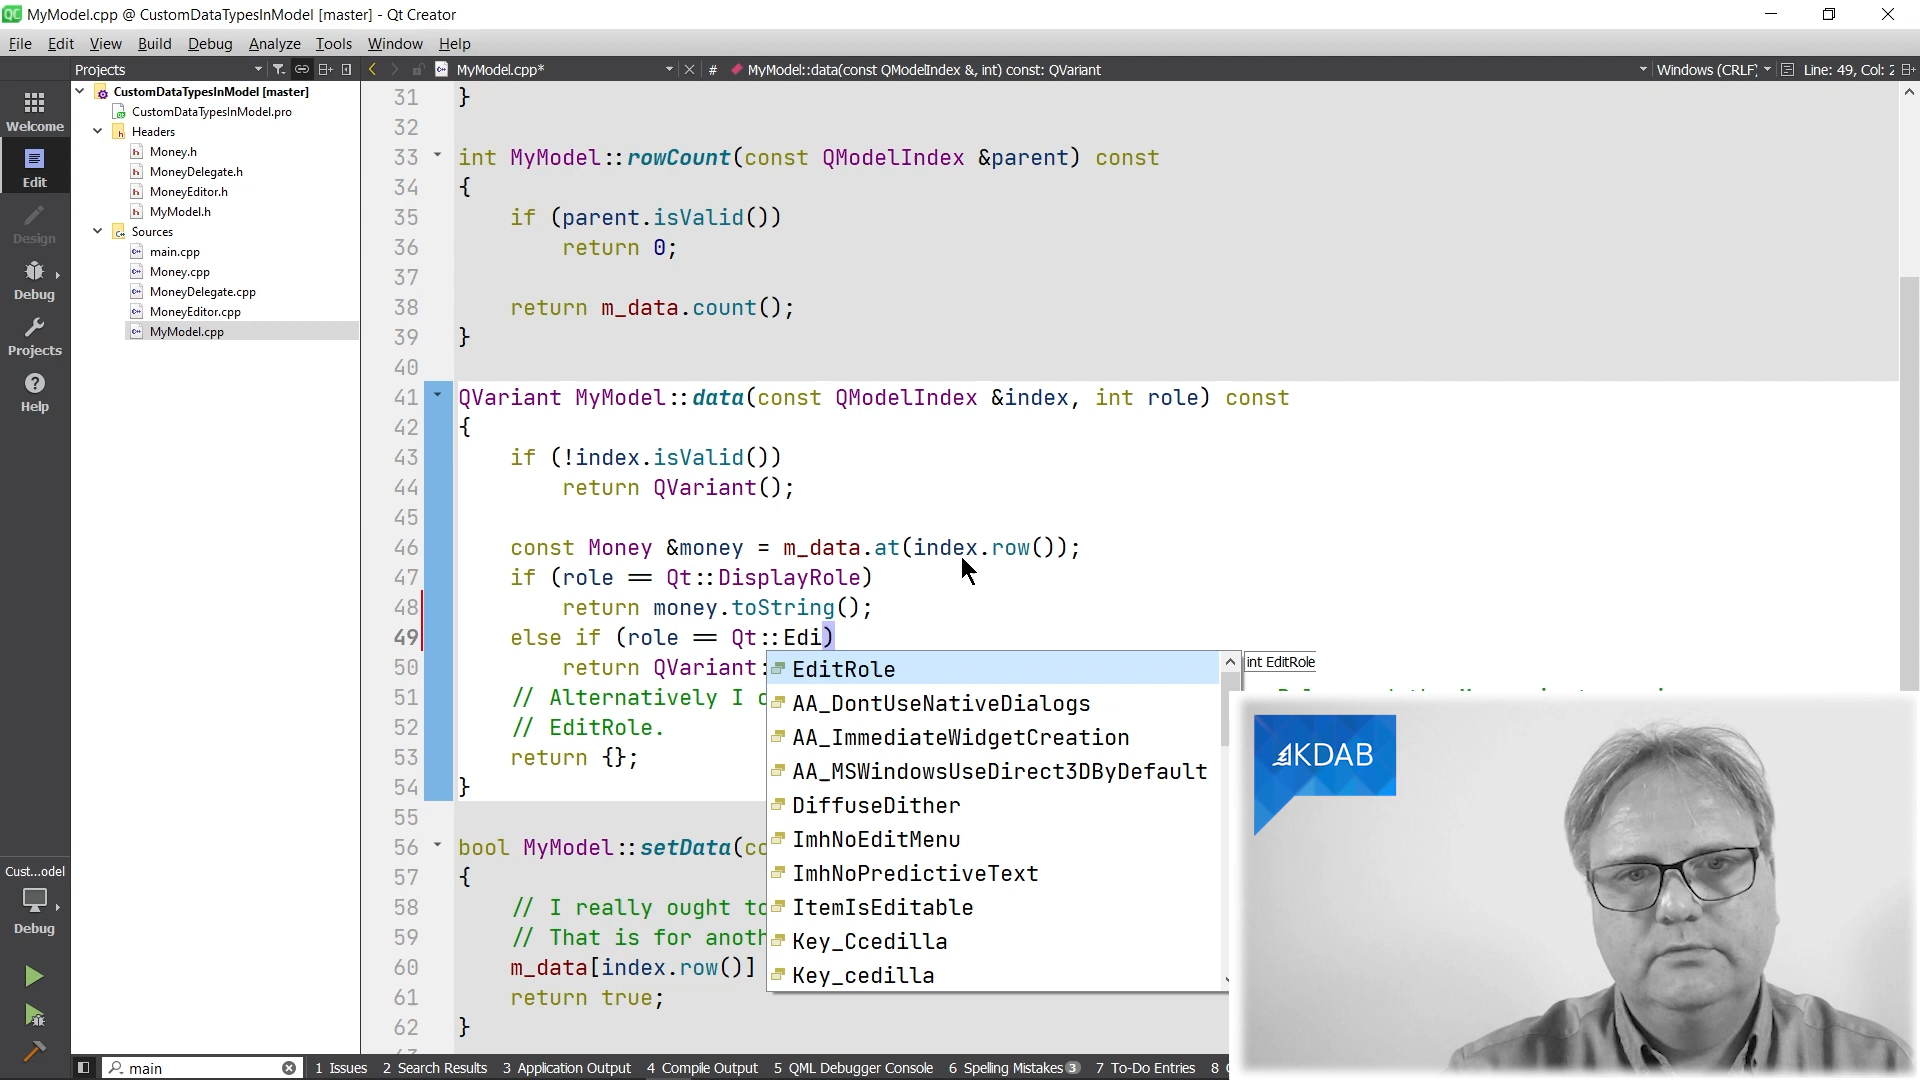 MyModel.cpp @ CustomDataTypesInModel [master] - Qt Creator
File Edit View Build Debug Analyze Tools Window Help
Projects MyModel.cpp* # MyModel::data(const QModelIndex &, int) const: QVariant Windows (CRLF) Line: 49, Col:
Welcome
Edit
Design
Debug
Projects
Help
Cust...odel
Debug
CustomDataTypesInModel [master]
CustomDataTypesInModel.pro
Headers
Money.h
MoneyDelegate.h
MoneyEditor.h
MyModel.h
Sources
main.cpp
Money.cpp
MoneyDelegate.cpp
MoneyEditor.cpp
MyModel.cpp
31 }
32
33 int MyModel::rowCount(const QModelIndex &parent) const
34 {
35 if (parent.isValid())
36 return 0;
37
38 return m_data.count();
39 }
40
41 QVariant MyModel::data(const QModelIndex &index, int role) const
42 {
43 if (!index.isValid())
44 return QVariant();
45
46 const Money &money = m_data.at(index.row());
47 if (role == Qt::DisplayRole)
48 return money.toString();
49 else if (role == Qt::Edi)
50 return QVariant:
51 // Alternatively I
52 // EditRole.
53 return {};
54 }
55
56 bool MyModel::setData(
57 {
58 // I really ought
59 // That is for
60 m_data[index.row()]
61 return true;
62 }
EditRole
AA_DontUseNativeDialogs
AA_ImmediateWidgetCreation
AA_MSWindowsUseDirect3DByDefault
DiffuseDither
ImhNoEditMenu
ImhNoPredictiveText
ItemIsEditable
Key_Ccedilla
Key_cedilla
int EditRole
KDAB
main 1 Issues 2 Search Results 3 Application Output 4 Compile Output 5 QML Debugger Console 6 Spelling Mistakes 3 7 To-Do Entries 8